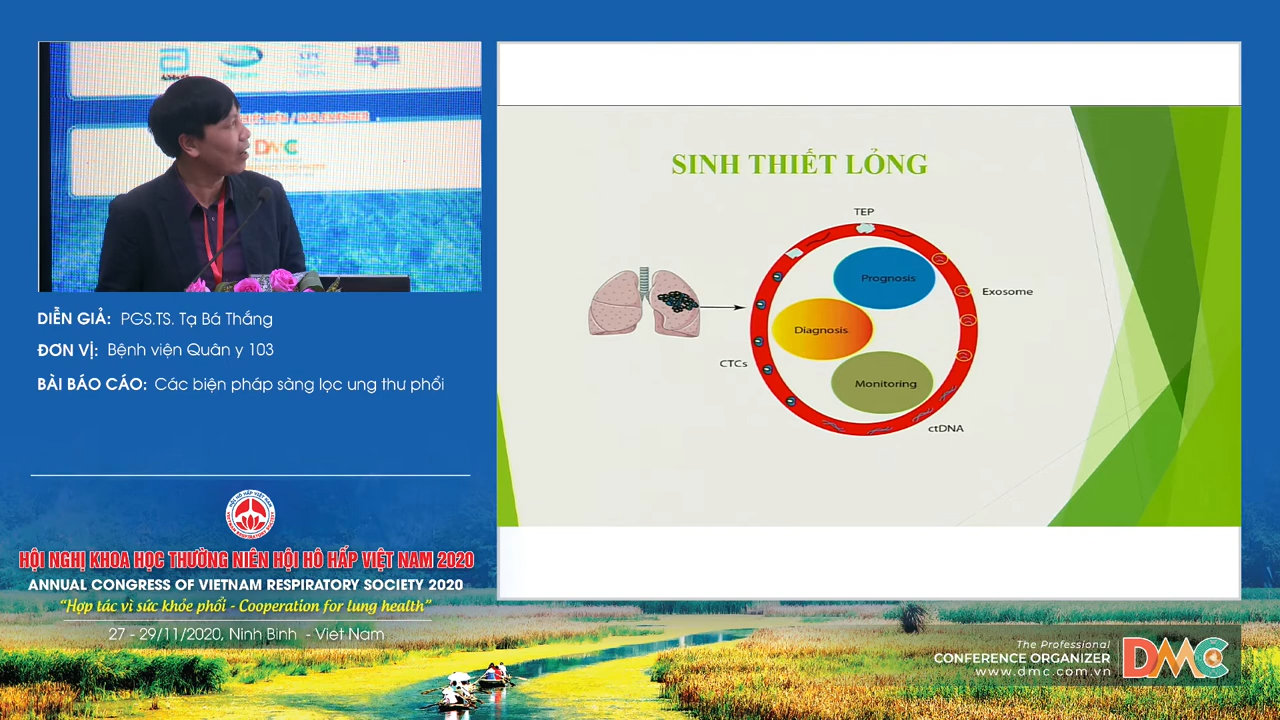 DMC
SINH THIẾT LỎNG
TEP
Prognosis
Exosome
Diagnosis
CTCs
Monitoring
ctDNA
DIỄN GIẢ: PGS.TS. Tạ Bá Thắng
ĐƠN VỊ: Bệnh viện Quân y 103
BÀI BÁO CÁO: Các biện pháp sàng lọc ung thư phổi
HỘI NGHỊ KHOA HỌC THƯỜNG NIÊN HỘI HÔ HẤP VIỆT NAM 2020
ANNUAL CONGRESS OF VIETNAM RESPIRATORY SOCIETY 2020
“Hợp tác vì sức khỏe phổi - Cooperation for lung health”
27 - 29/11/2020, Ninh Binh - Viet Nam
The Professional
CONFERENCE ORGANIZER
www.dmc.com.vn
DMC